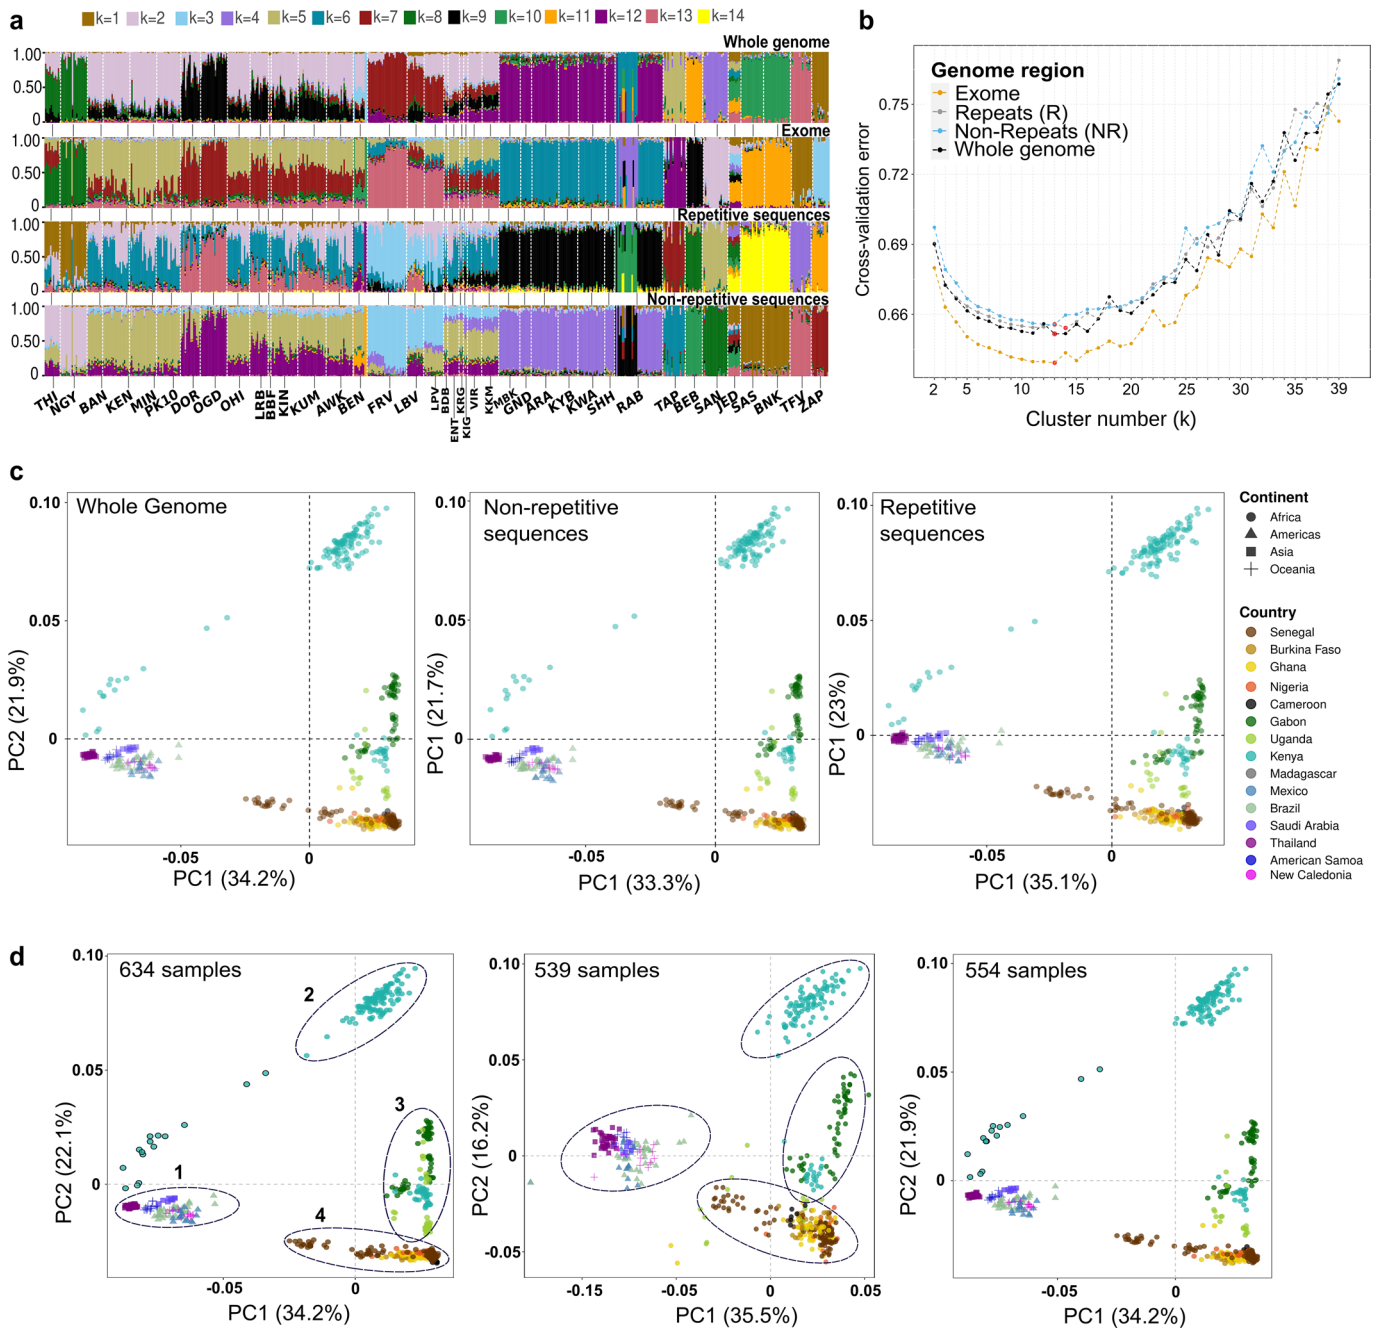 a
k=1 k=2 k=3 k=4 k=5 k=6 k=7 k=8 k=9 k=10 k=11 k=12 k=13 k=14
Whole genome
1.00
0.50
0
Exome
1.00
0.50
0
Repetitive sequences
1.00
0.50
0
Non-repetitive sequences
1.00
0.50
0
THI NGY BAN KEN MIN PK10 DOR OGD OHI LRB BBF KIN KUM AWK BEN FRV LBV LPV BDB ENT KRG KIG VIR KKM MBK GND ARA KYB KWA SHH RAB TAP BEB SAN JED SAS BNK TFV ZAP
b
Genome region
Exome
Repeats (R)
Non-Repeats (NR)
Whole genome
Cross-validation error
0.75
0.72
0.69
0.66
2 5 10 15 20 25 30 35 39
Cluster number (k)
c
Whole Genome
PC2 (21.9%)
0.10
0.05
0
-0.05 0
PC1 (34.2%)
Non-repetitive
sequences
PC1 (21.7%)
0.10
0.05
0
-0.05 0
PC1 (33.3%)
Repetitive
sequences
PC1 (23%)
0.10
0.05
0
-0.05 0
PC1 (35.1%)
Continent
Africa
Americas
Asia
Oceania
Country
Senegal
Burkina Faso
Ghana
Nigeria
Cameroon
Gabon
Uganda
Kenya
Madagascar
Mexico
Brazil
Saudi Arabia
Thailand
American Samoa
New Caledonia
d
634 samples
PC2 (22.1%)
0.10
0.05
0
1
2
3
4
-0.05 0
PC1 (34.2%)
539 samples
PC2 (16.2%)
0.10
0.05
0
-0.05
-0.15 -0.05 0 0.05
PC1 (35.5%)
554 samples
PC2 (21.9%)
0.10
0.05
0
-0.05 0
PC1 (34.2%)